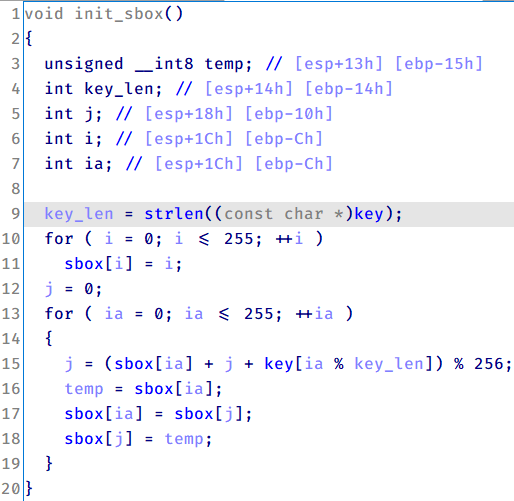 1 void init_sbox()
2 {
3   unsigned __int8 temp; // [esp+13h] [ebp-15h]
4   int key_len; // [esp+14h] [ebp-14h]
5   int j; // [esp+18h] [ebp-10h]
6   int i; // [esp+1Ch] [ebp-Ch]
7   int ia; // [esp+1Ch] [ebp-Ch]
8
9   key_len = strlen((const char *)key);
10   for ( i = 0; i <= 255; ++i )
11     sbox[i] = i;
12   j = 0;
13   for ( ia = 0; ia <= 255; ++ia )
14   {
15     j = (sbox[ia] + j + key[ia % key_len]) % 256;
16     temp = sbox[ia];
17     sbox[ia] = sbox[j];
18     sbox[j] = temp;
19   }
20 }